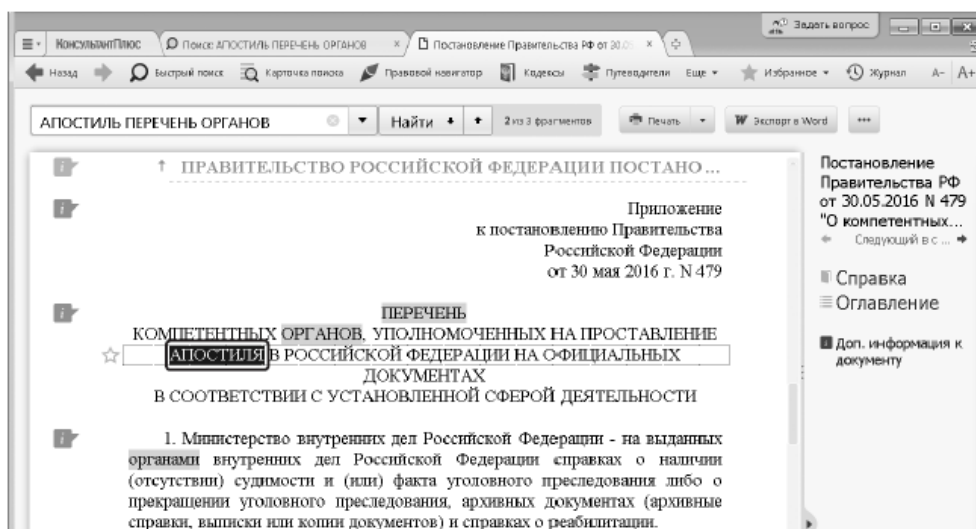 Задать вопрос
КонсультантПлюс
Поиск: АПОСТИЛЬ ПЕРЕЧЕНЬ ОРГАНОВ
Постановление Правительства РФ от 30.05
Назад
Быстрый поиск
Карточка поиска
Правовой навигатор
Кодексы
Путеводители
Еще
Избранное
Журнал
А- А+
АПОСТИЛЬ ПЕРЕЧЕНЬ ОРГАНОВ
Найти
2 из 3 фрагментов
Печать
Экспорт в Word
↑ ПРАВИТЕЛЬСТВО РОССИЙСКОЙ ФЕДЕРАЦИИ ПОСТАНО ...
Приложение
к постановлению Правительства
Российской Федерации
от 30 мая 2016 г. N 479
ПЕРЕЧЕНЬ
КОМПЕТЕНТНЫХ ОРГАНОВ, УПОЛНОМОЧЕННЫХ НА ПРОСТАВЛЕНИЕ
АПОСТИЛЯ В РОССИЙСКОЙ ФЕДЕРАЦИИ НА ОФИЦИАЛЬНЫХ
ДОКУМЕНТАХ
В СООТВЕТСТВИИ С УСТАНОВЛЕННОЙ СФЕРОЙ ДЕЯТЕЛЬНОСТИ
1. Министерство внутренних дел Российской Федерации - на выданных
органами внутренних дел Российской Федерации справках о наличии
(отсутствии) судимости и (или) факта уголовного преследования либо о
прекращении уголовного преследования, архивных документах (архивные
справки, выписки или копии документов) и справках о реабилитации.
Постановление
Правительства РФ
от 30.05.2016 N 479
"О компетентных...
Следующий в с ...
Справка
Оглавление
Доп. информация к
документу